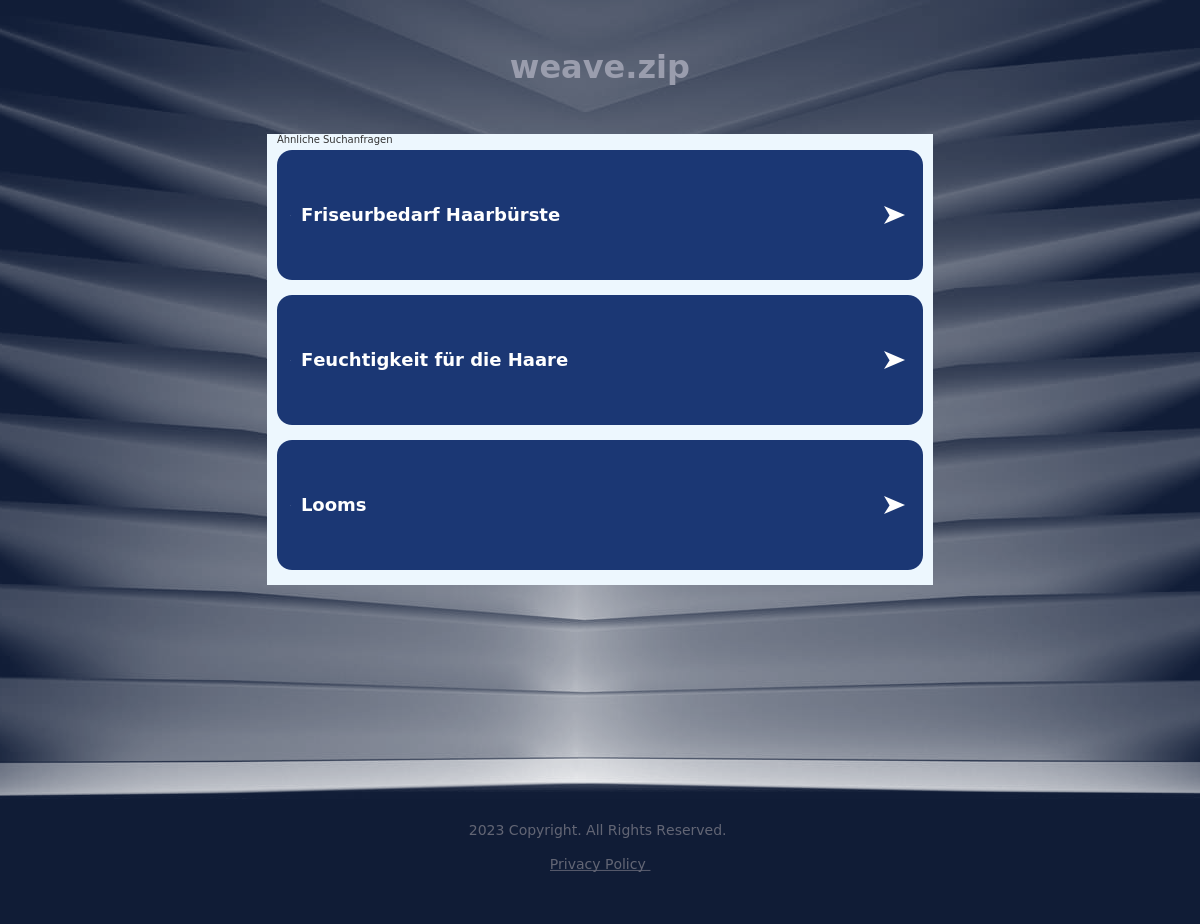 weave.zip
Ähnliche Suchanfragen
Friseurbedarf Haarbürste
Feuchtigkeit für die Haare
Looms
2023 Copyright. All Rights Reserved.
Privacy Policy